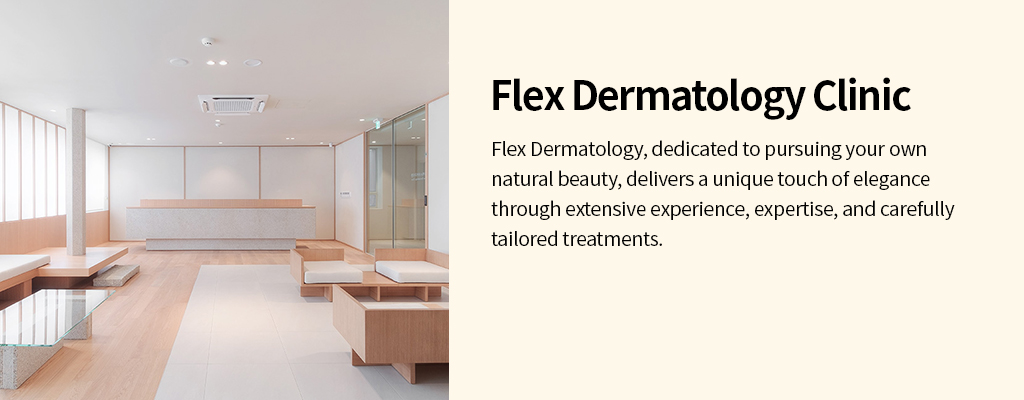 Flex Dermatology Clinic
Flex Dermatology, dedicated to pursuing your own
natural beauty, delivers a unique touch of elegance
through extensive experience, expertise, and carefully
tailored treatments.